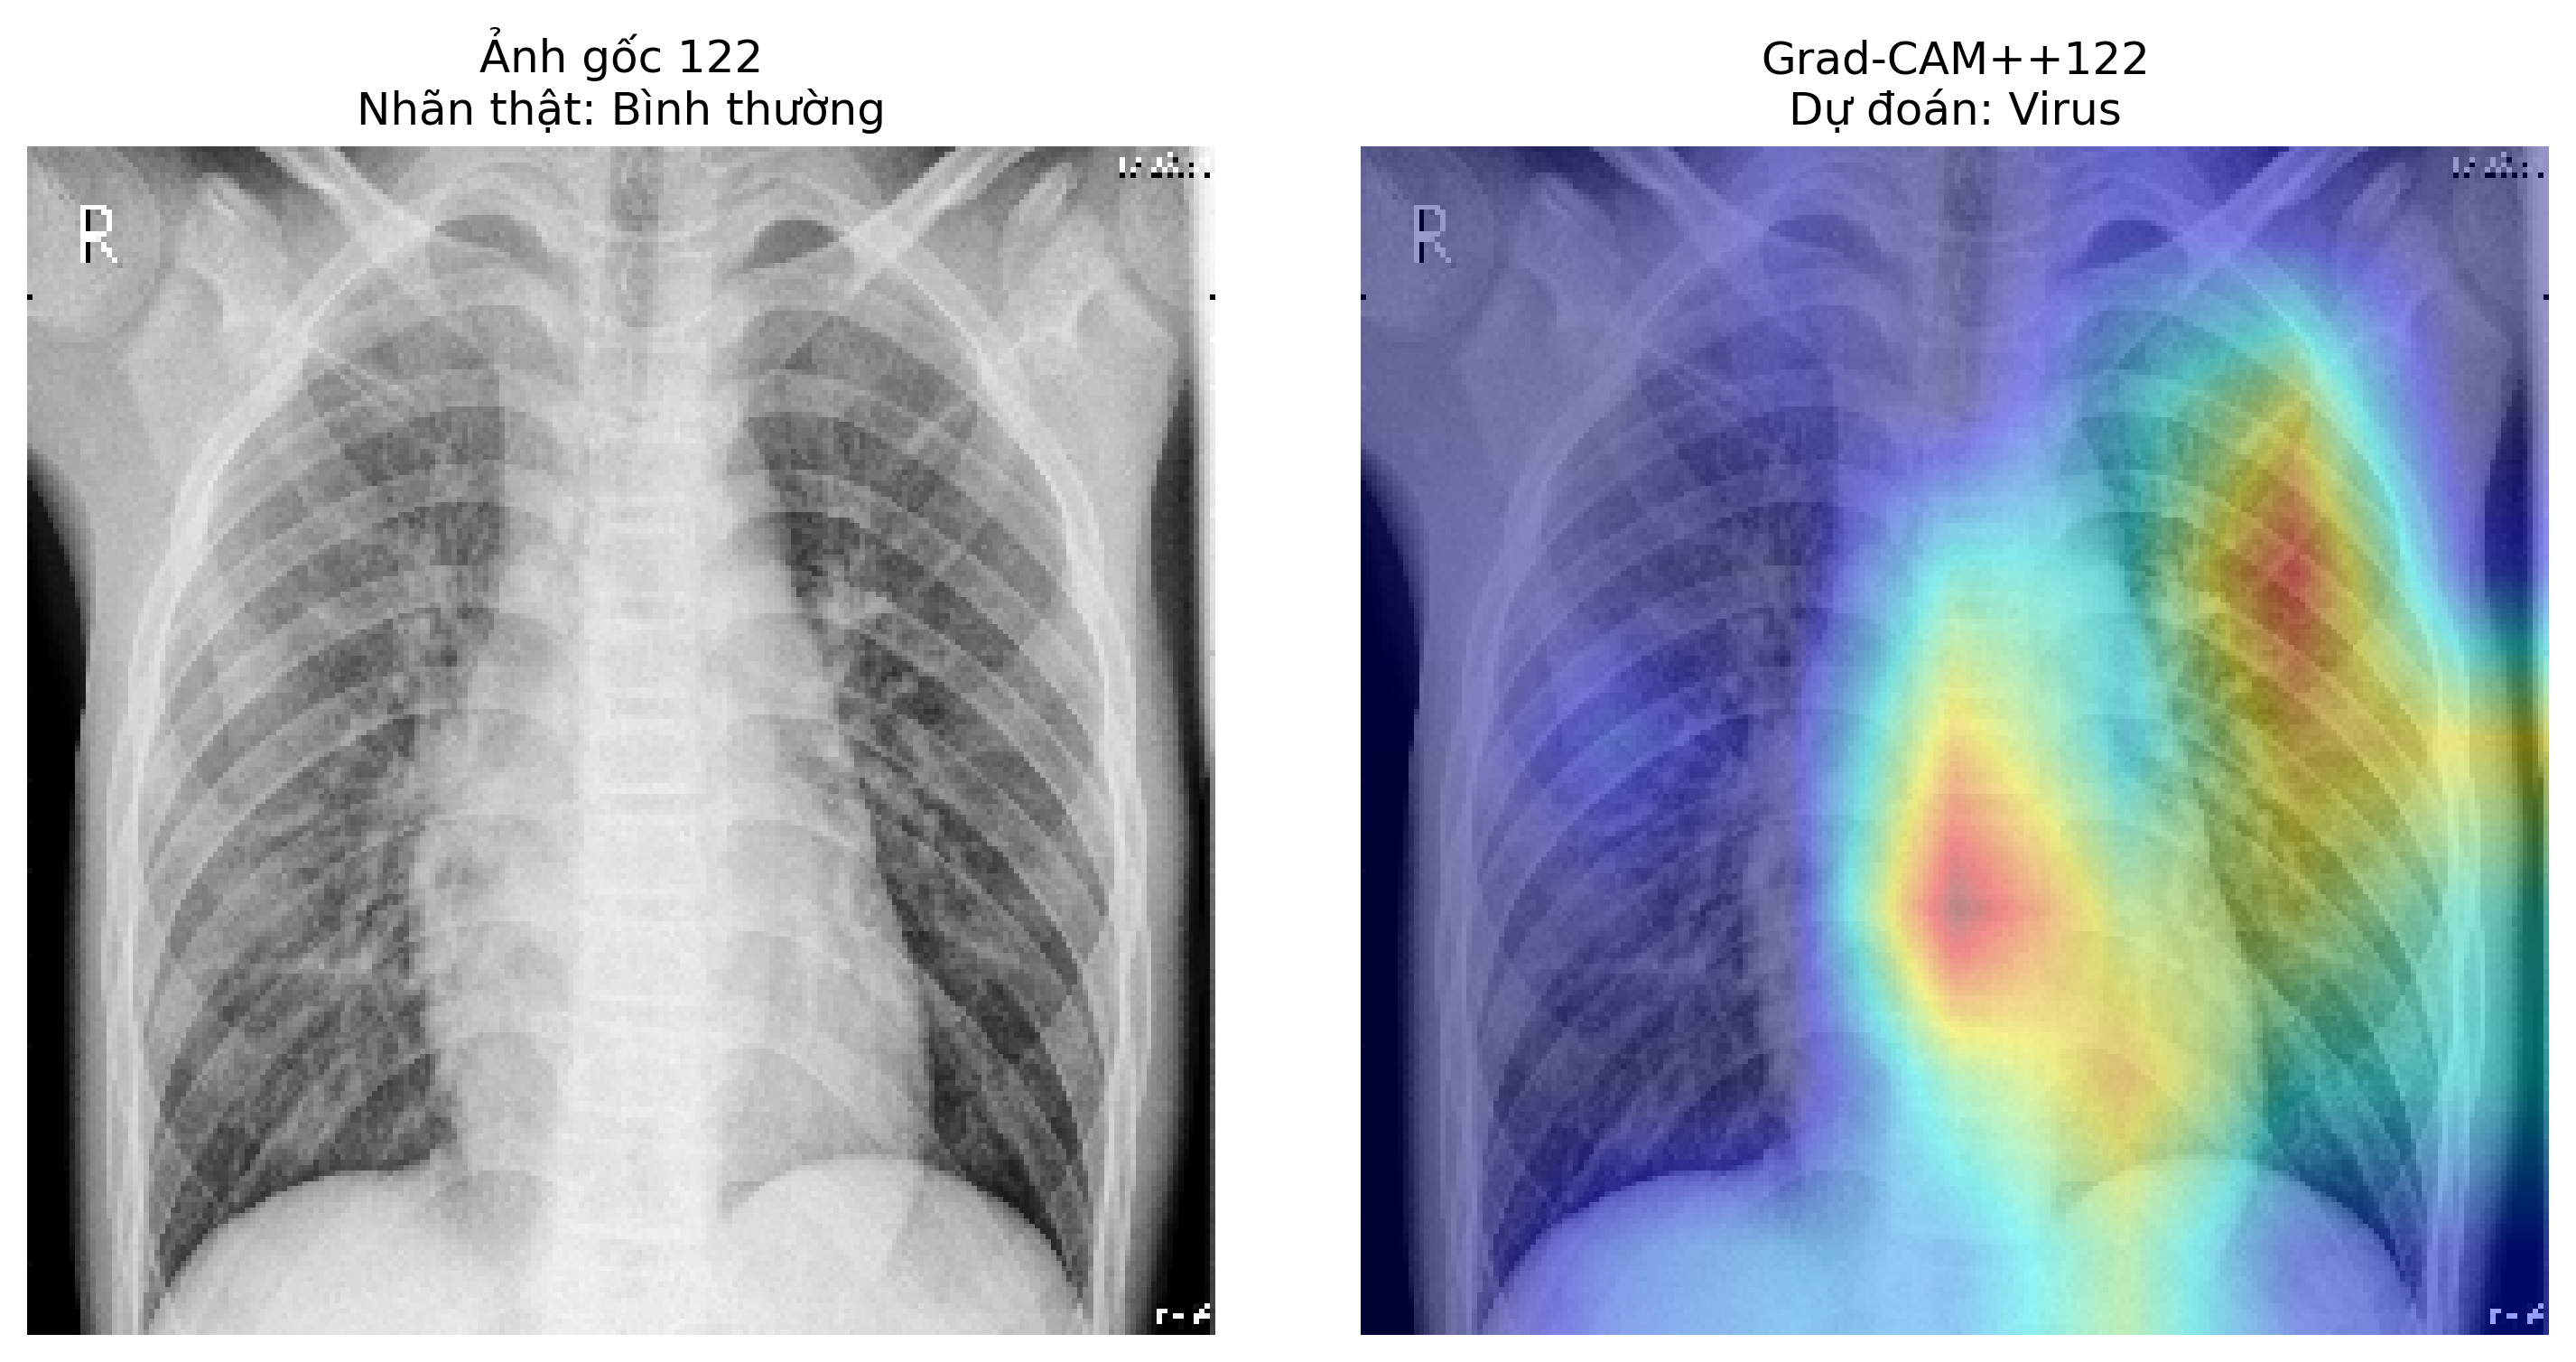 Ảnh gốc 122
Nhãn thật: Bình thường
Grad-CAM++122
Dự đoán: Virus
R
R